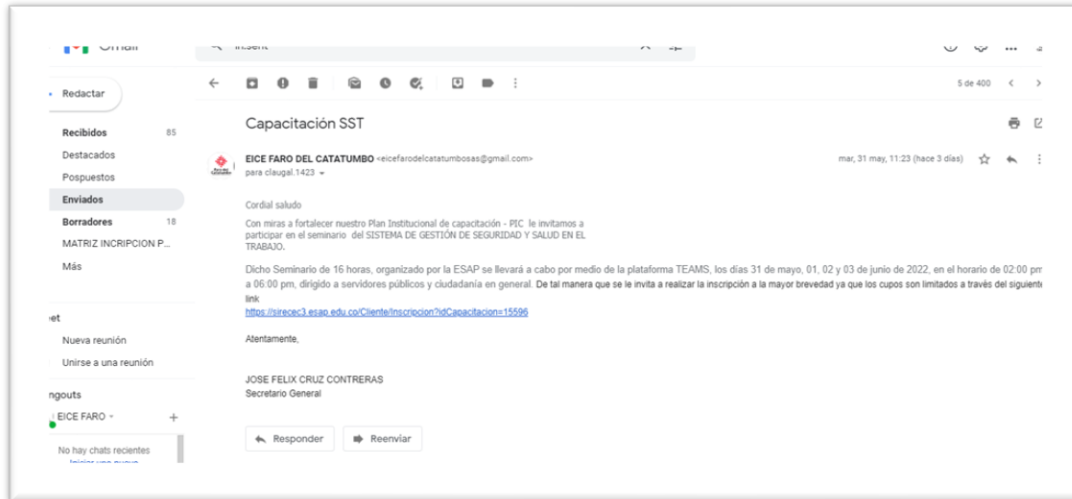 Gmail
in:sent
Redactar
5 de 400
Recibidos 85
Destacados
Pospuestos
Enviados
Borradores 18
MATRIZ INCRIPCION P...
Más
Capacitación SST
EICE FARO DEL CATATUMBO <eicefarodelcatatumbosas@gmail.com>
mar, 31 may, 11:23 (hace 3 días)
para claugal.1423
Cordial saludo
Con miras a fortalecer nuestro Plan Institucional de capacitación - PIC le invitamos a
participar en el seminario del SISTEMA DE GESTIÓN DE SEGURIDAD Y SALUD EN EL
TRABAJO.
Dicho Seminario de 16 horas, organizado por la ESAP se llevará a cabo por medio de la plataforma TEAMS, los días 31 de mayo, 01, 02 y 03 de junio de 2022, en el horario de 02:00 pm
a 06:00 pm, dirigido a servidores públicos y ciudadanía en general. De tal manera que se le invita a realizar la inscripción a la mayor brevedad ya que los cupos son limitados a través del siguiente
link
https://sirecec3.esap.edu.co/Cliente/Inscripcion?idCapacitacion=15596
Atentamente,
JOSE FELIX CRUZ CONTRERAS
Secretario General
Responder
Reenviar
eet
Nueva reunión
Unirse a una reunión
ngouts
EICE FARO
No hay chats recientes
Iniciar uno nuevo